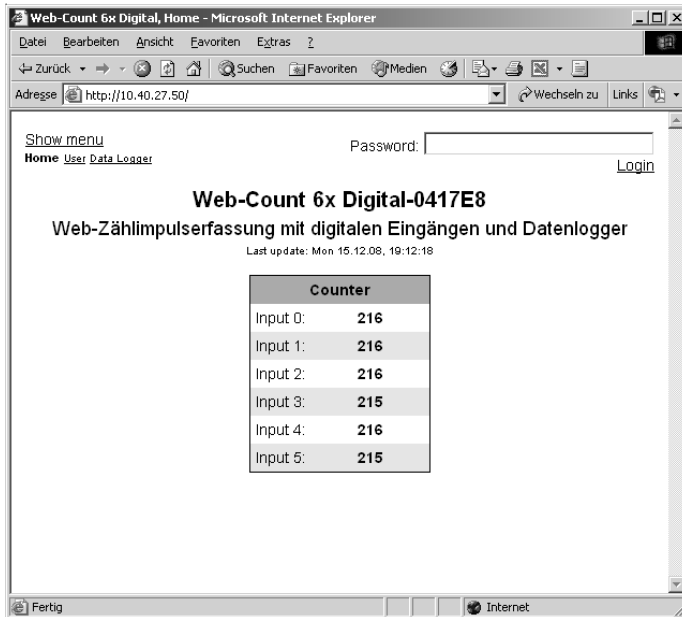 Web-Count 6x Digital, Home - Microsoft Internet Explorer
Datei Bearbeiten Ansicht Favoriten Extras ?
Zurück Suchen Favoriten Medien
Adresse http://10.40.27.50/ Wechseln zu Links
Show menu
Home User Data Logger
Password:
Login
Web-Count 6x Digital-0417E8
Web-Zählimpulserfassung mit digitalen Eingängen und Datenlogger
Last update: Mon 15.12.08, 19:12:18
Counter
Input 0: 216
Input 1: 216
Input 2: 216
Input 3: 215
Input 4: 216
Input 5: 215
Fertig Internet